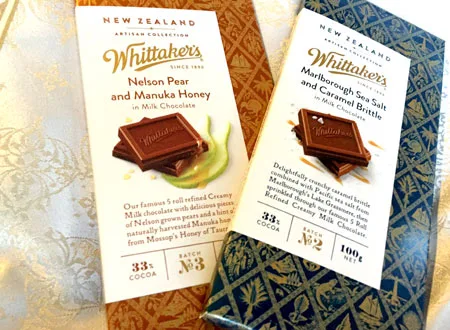 NEW ZEALAND
ARTISAN COLLECTION
Whittaker's
SINCE 1896
Nelson Pear
and Manuka Honey
in Milk Chocolate
Whittaker's
Our famous 5 roll refined Creamy
Milk chocolate with delicious pieces
of Nelson grown pears and a hint of
naturally harvested Manuka hon
from Mossop's Honey of Taur
33%
COCOA
BATCH
№3
NEW ZEALAND
ARTISAN COLLECTION
Whittaker's
SINCE 1896
Marlborough Sea Salt
and Caramel Brittle
in Milk Chocolate
Whittaker's
Delightfully crunchy caramel brittle
combined with Pacific sea salt from
Marlborough's Lake Grassmere, then
sprinkled through our famous 5 Roll
Refined Creamy Milk Chocolate.
33%
COCOA
BATCH
№2
100g
NET